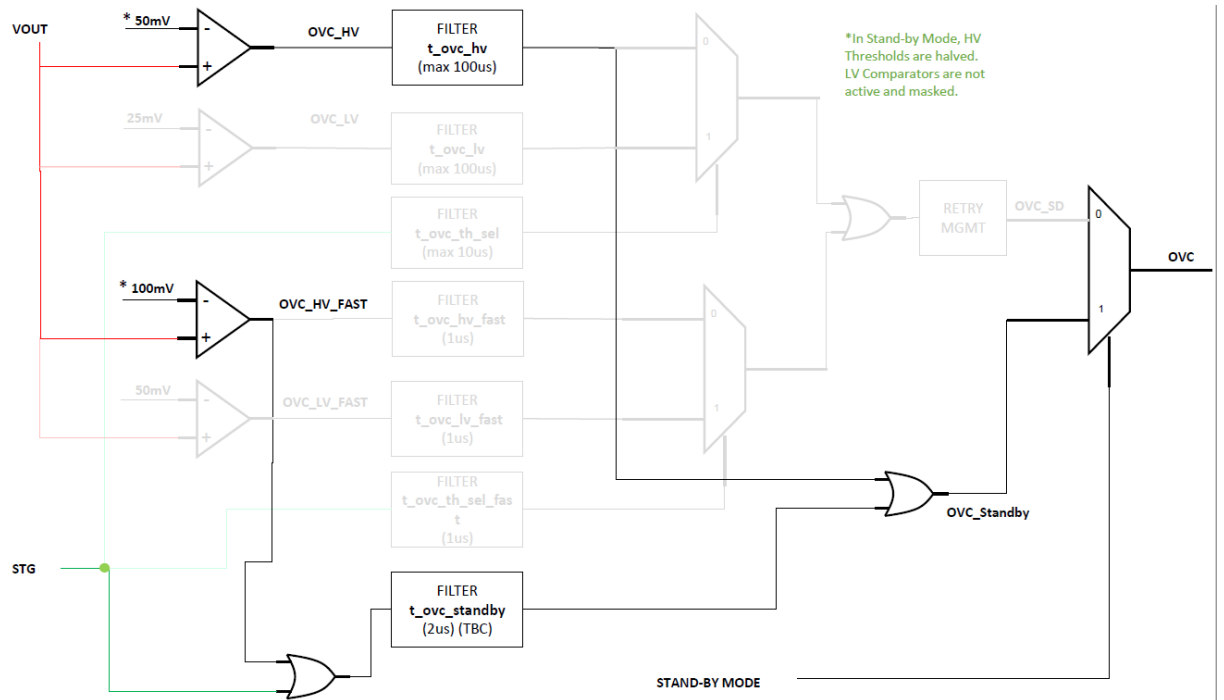 VOUT
* 50mV
-
+
OVC_HV
FILTER
t_ovc_hv
(max 100us)
0
1
*In Stand-by Mode, HV
Thresholds are halved.
LV Comparators are not
active and masked.
25mV
-
+
OVC_LV
FILTER
t_ovc_lv
(max 100us)
FILTER
t_ovc_th_sel
(max 10us)
RETRY
MGMT
OVC_SD
0
1
OVC
* 100mV
-
+
OVC_HV_FAST
FILTER
t_ovc_hv_fast
(1us)
0
1
50mV
-
+
OVC_LV_FAST
FILTER
t_ovc_lv_fast
(1us)
FILTER
t_ovc_th_sel_fas
t
(1us)
OVC_Standby
STG
FILTER
t_ovc_standby
(2us) (TBC)
STAND-BY MODE